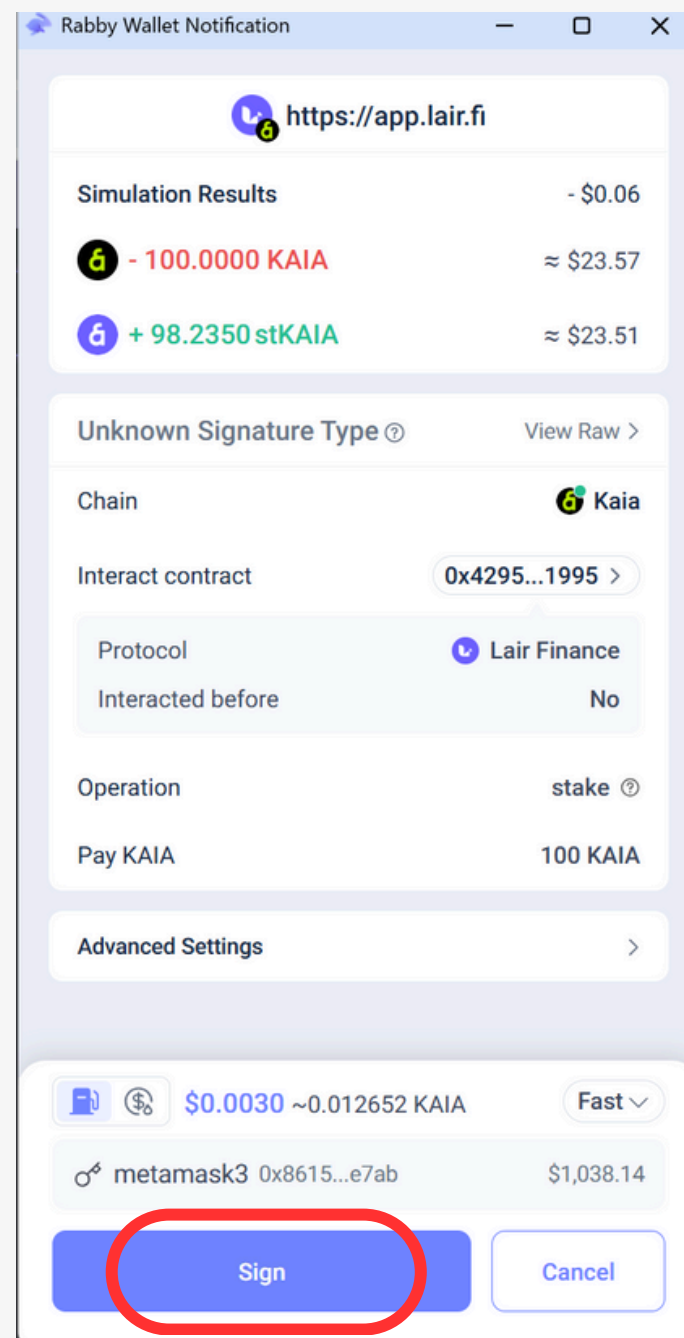 Rabby Wallet Notification
https://app.lair.fi
Simulation Results - $0.06
- 100.0000 KAIA ≈ $23.57
+ 98.2350 stKAIA ≈ $23.51
Unknown Signature Type View Raw >
Chain Kaia
Interact contract 0x4295...1995 >
Protocol Lair Finance
Interacted before No
Operation stake
Pay KAIA 100 KAIA
Advanced Settings >
$0.0030 ~0.012652 KAIA Fast
metamask3 0x8615...e7ab $1,038.14
Sign Cancel